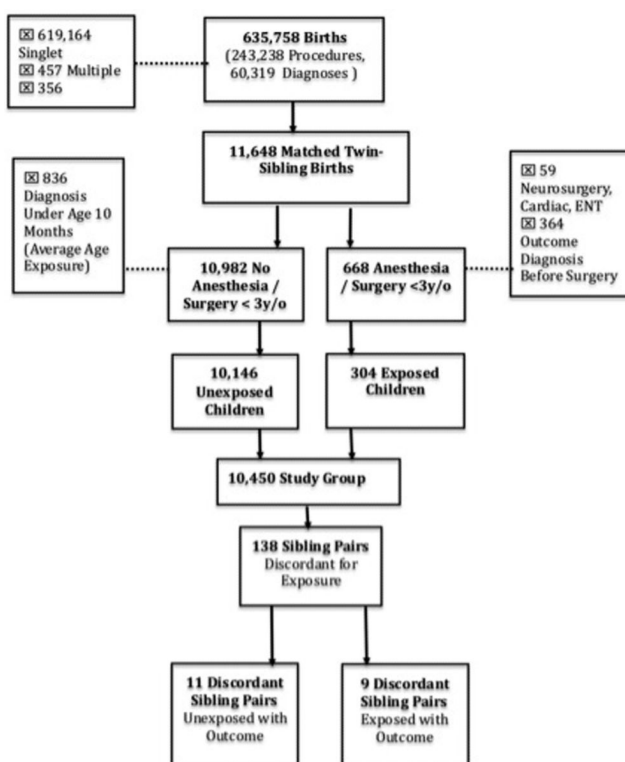 ☒ 619,164
Singlet
☒ 457 Multiple
☒ 356
635,758 Births
(243,238 Procedures,
60,319 Diagnoses )
11,648 Matched Twin-
Sibling Births
☒ 836
Diagnosis
Under Age 10
Months
(Average Age
Exposure)
☒ 59
Neurosurgery,
Cardiac, ENT
☒ 364
Outcome
Diagnosis
Before Surgery
10,982 No
Anesthesia /
Surgery < 3y/o
668 Anesthesia
/ Surgery <3y/o
10,146
Unexposed
Children
304 Exposed
Children
10,450 Study Group
138 Sibling Pairs
Discordant for
Exposure
11 Discordant
Sibling Pairs
Unexposed with
Outcome
9 Discordant
Sibling Pairs
Exposed with
Outcome